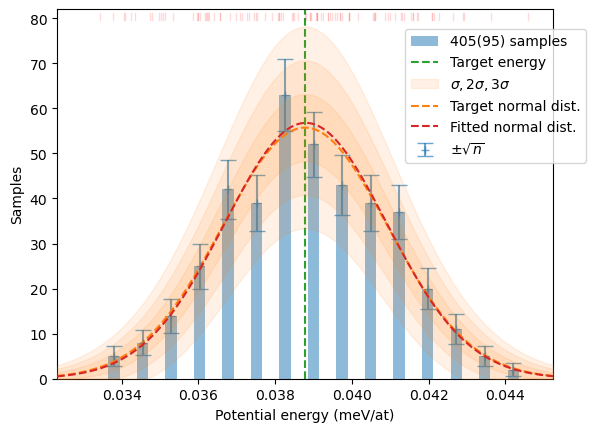 80
70
60
50
40
30
20
10
0
Samples
405(95) samples
Target energy
σ, 2σ, 3σ
Target normal dist.
Fitted normal dist.
±√n
0.034
0.036
0.038
0.040
0.042
0.044
Potential energy (meV/at)